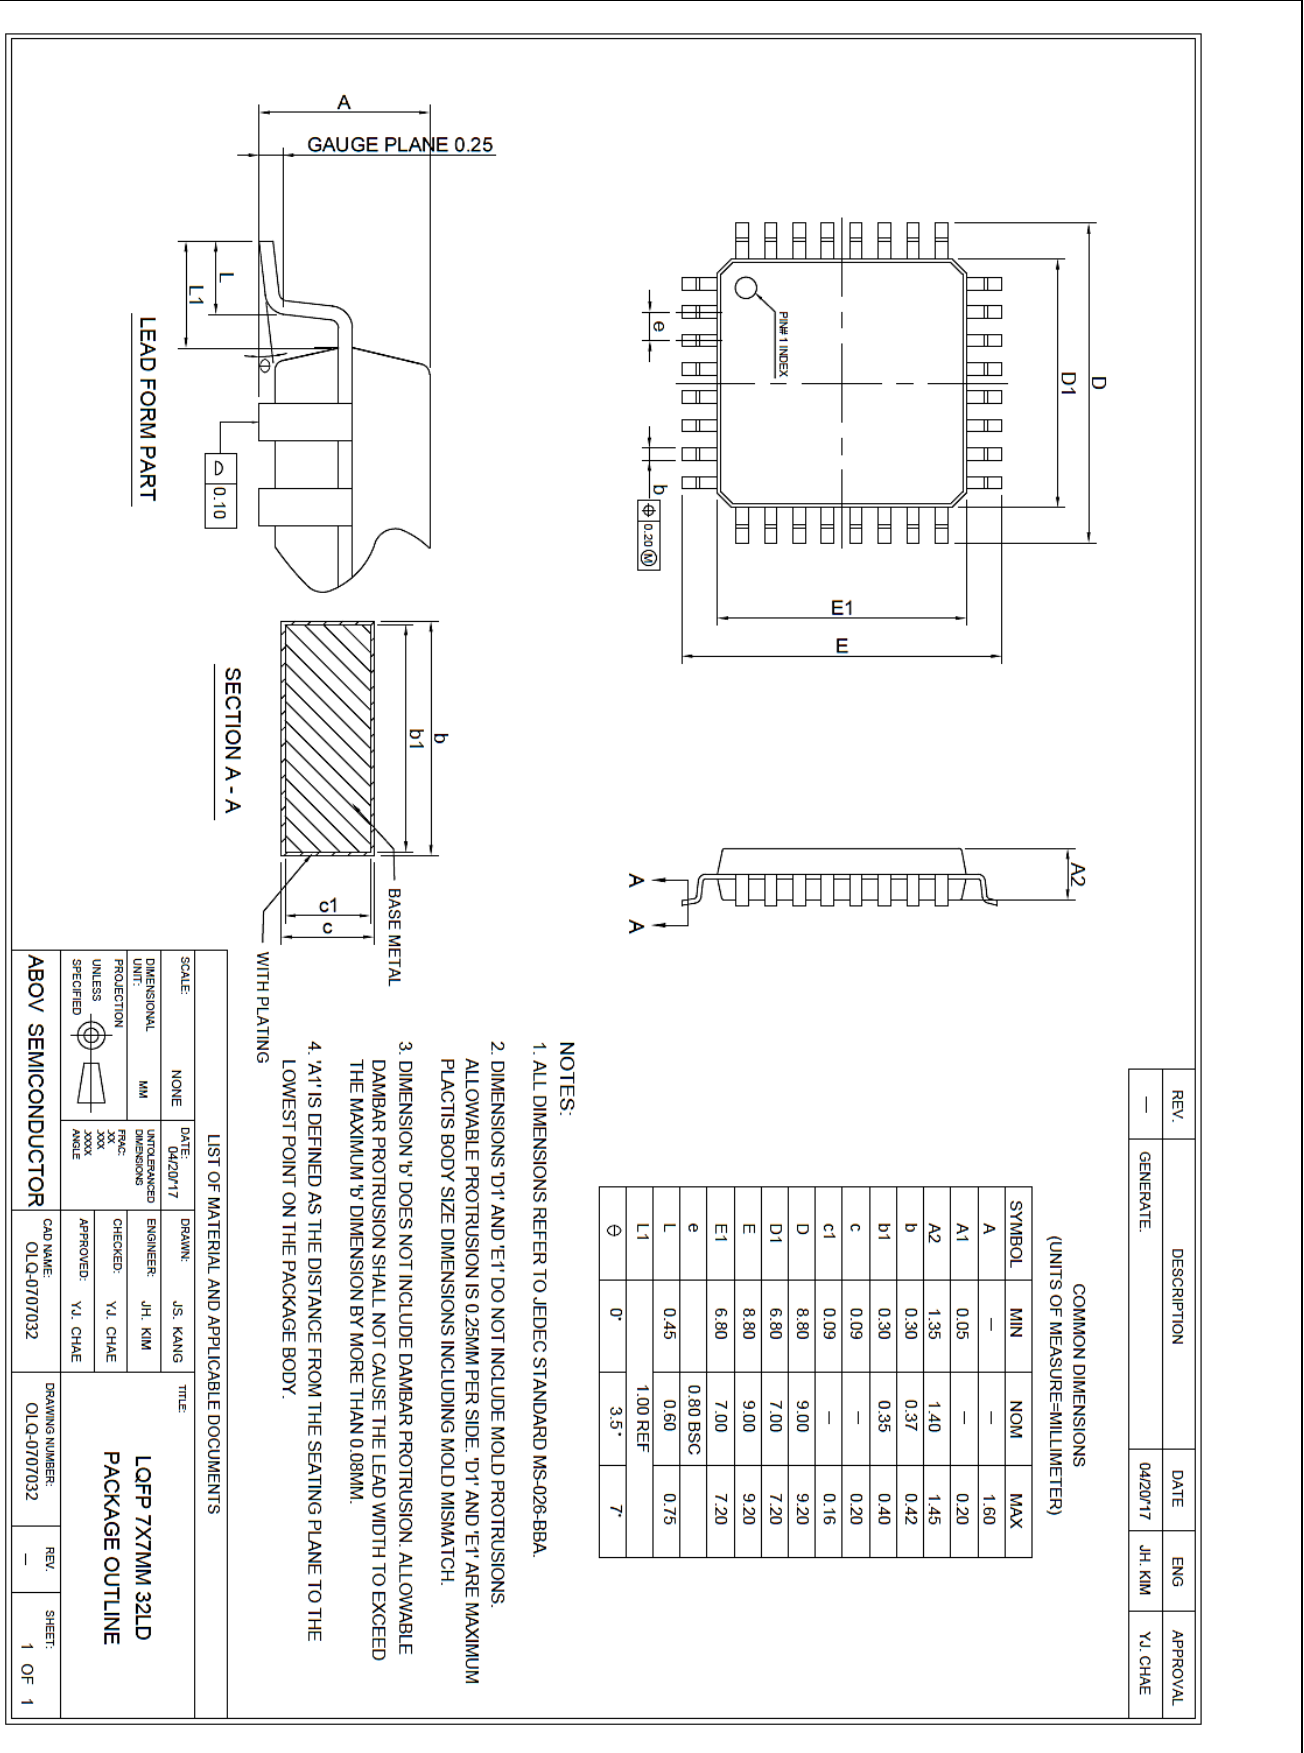 REV. DESCRIPTION DATE ENG APPROVAL
— GENERATE. 04/20/'17 JH. KIM YJ. CHAE
D
D1
PIN# 1 INDEX
e
b
⌖ 0.20 Ⓜ
E1
E
A2
A
A
COMMON DIMENSIONS
(UNITS OF MEASURE=MILLIMETER)
SYMBOL MIN NOM MAX
A — — 1.60
A1 0.05 — 0.20
A2 1.35 1.40 1.45
b 0.30 0.37 0.42
b1 0.30 0.35 0.40
c 0.09 — 0.20
c1 0.09 — 0.16
D 8.80 9.00 9.20
D1 6.80 7.00 7.20
E 8.80 9.00 9.20
E1 6.80 7.00 7.20
e 0.80 BSC
L 0.45 0.60 0.75
L1 1.00 REF
θ 0° 3.5° 7°
A
GAUGE PLANE 0.25
L
L1
θ
⌓ 0.10
LEAD FORM PART
b
b1
c1
c
BASE METAL
WITH PLATING
SECTION A - A
NOTES:
1. ALL DIMENSIONS REFER TO JEDEC STANDARD MS-026-BBA.
2. DIMENSIONS 'D1' AND 'E1' DO NOT INCLUDE MOLD PROTRUSIONS.
ALLOWABLE PROTRUSION IS 0.25MM PER SIDE. 'D1' AND 'E1' ARE MAXIMUM
PLACTIS BODY SIZE DIMENSIONS INCLUDING MOLD MISMATCH.
3. DIMENSION 'b' DOES NOT INCLUDE DAMBAR PROTRUSION. ALLOWABLE
DAMBAR PROTRUSION SHALL NOT CAUSE THE LEAD WIDTH TO EXCEED
THE MAXIMUM 'b' DIMENSION BY MORE THAN 0.08MM.
4. 'A1' IS DEFINED AS THE DISTANCE FROM THE SEATING PLANE TO THE
LOWEST POINT ON THE PACKAGE BODY.
LIST OF MATERIAL AND APPLICABLE DOCUMENTS
SCALE: NONE
DATE: 04/20/'17
DRAWN: JS. KANG
TITLE:
LQFP 7X7MM 32LD
PACKAGE OUTLINE
DIMENSIONAL
UNIT: MM
UNTOLERANCED
DIMENSIONS
ENGINEER: JH. KIM
PROJECTION
UNLESS
SPECIFIED
FRAC:
.XX
.XXX
.XXXX
ANGLE
CHECKED: YJ. CHAE
APPROVED: YJ. CHAE
ABOV SEMICONDUCTOR
CAD NAME:
OLQ-0707032
DRAWING NUMBER:
OLQ-0707032
REV.
—
SHEET:
1 OF 1